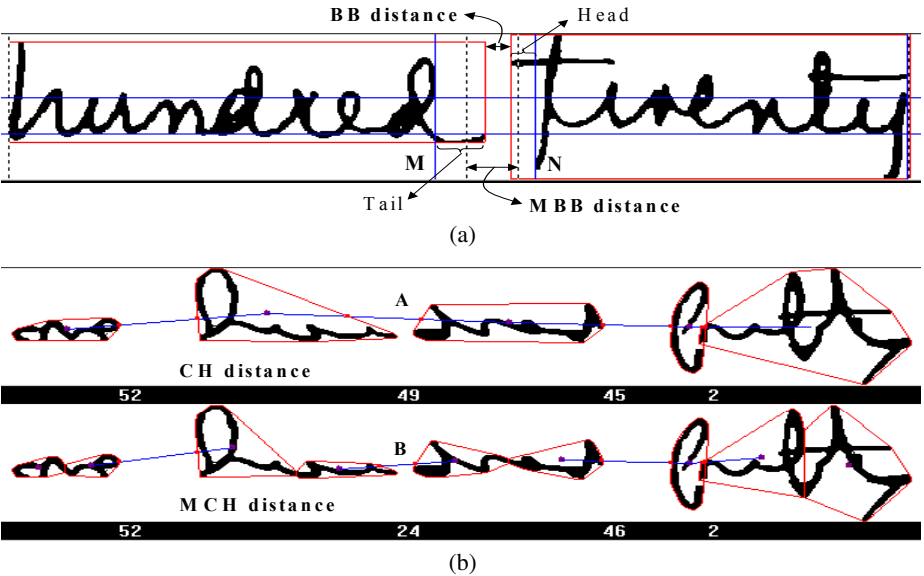 BB distance
Head
hundred
twenty
M
N
Tail
MBB distance
(a)
A
CH distance
52 49 45 2
B
MCH distance
52 24 46 2
(b)